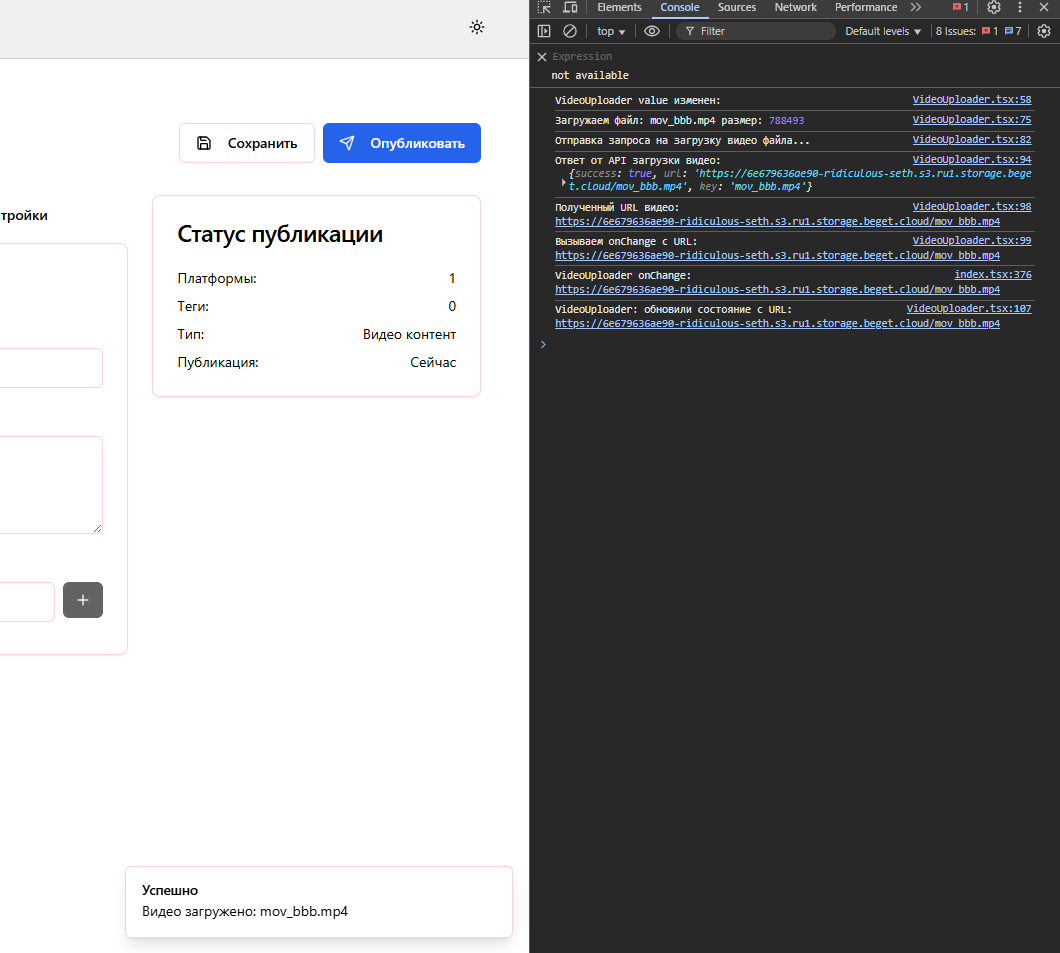 Сохранить
Опубликовать
тройки
Статус публикации
Платформы: 1
Теги: 0
Тип: Видео контент
Публикация: Сейчас
+
Успешно
Видео загружено: mov_bbb.mp4
Elements Console Sources Network Performance 1
top Filter Default levels 8 Issues: 1 7
Expression
not available
VideoUploader value изменен: VideoUploader.tsx:58
Загружаем файл: mov_bbb.mp4 размер: 788493 VideoUploader.tsx:75
Отправка запроса на загрузку видео файла... VideoUploader.tsx:82
Ответ от API загрузки видео: VideoUploader.tsx:94
{success: true, url: 'https://6e679636ae90-ridiculous-seth.s3.ru1.storage.bege
t.cloud/mov_bbb.mp4', key: 'mov_bbb.mp4'}
Полученный URL видео: VideoUploader.tsx:98
https://6e679636ae90-ridiculous-seth.s3.ru1.storage.beget.cloud/mov_bbb.mp4
Вызываем onChange с URL: VideoUploader.tsx:99
https://6e679636ae90-ridiculous-seth.s3.ru1.storage.beget.cloud/mov_bbb.mp4
VideoUploader onChange: index.tsx:376
https://6e679636ae90-ridiculous-seth.s3.ru1.storage.beget.cloud/mov_bbb.mp4
VideoUploader: обновили состояние с URL: VideoUploader.tsx:107
https://6e679636ae90-ridiculous-seth.s3.ru1.storage.beget.cloud/mov_bbb.mp4